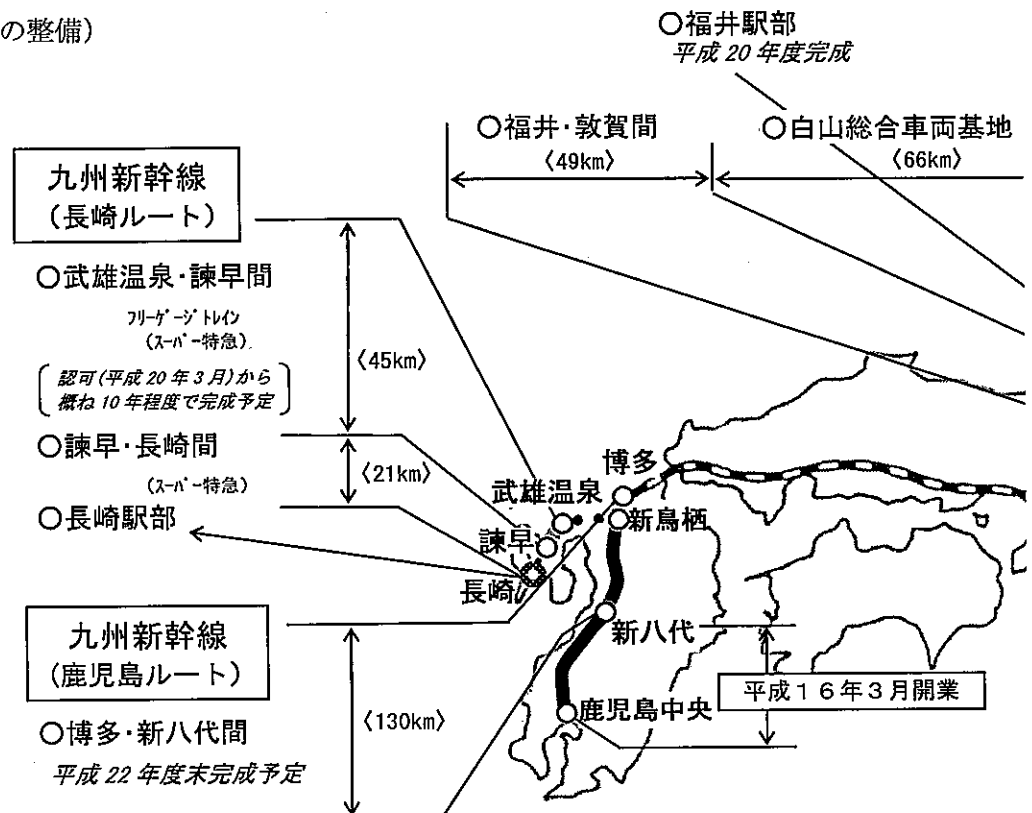 の整備)
○福井駅部
平成20年度完成
○福井・敦賀間
〈49km〉
○白山総合車両基地
〈66km〉
九州新幹線
(長崎ルート)
○武雄温泉・諫早間
フリーゲージトレイン
(スーパー特急)
認可(平成20年3月)から
概ね10年程度で完成予定
〈45km〉
○諫早・長崎間
(スーパー特急)
〈21km〉
○長崎駅部
博多
武雄温泉
新鳥栖
諫早
長崎
新八代
鹿児島中央
平成16年3月開業
九州新幹線
(鹿児島ルート)
○博多・新八代間
平成22年度末完成予定
〈130km〉